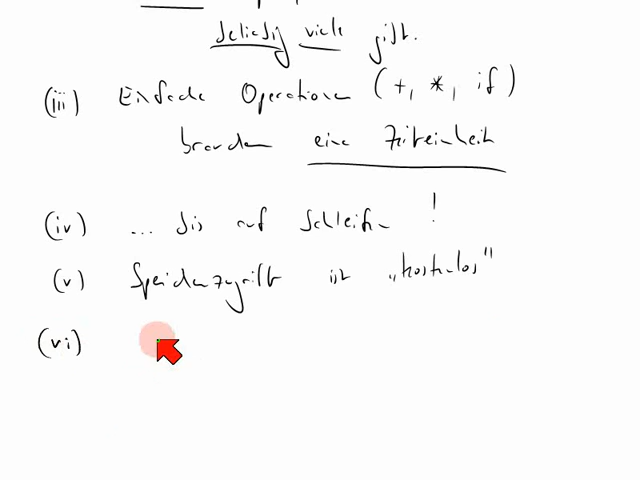 beliebig viele gibt.
(iii) Einfache Operationen (+, *, if)
brauchen eine Zeiteinheit
(iv) ... bis auf Schleifen !
(v) Speicherzugriff ist „kostenlos"
(vi)